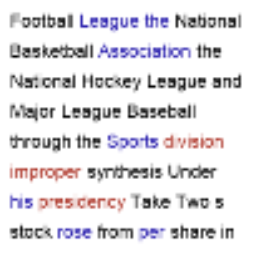 Football League the National
Basketball Association the
National Hockey League and
Major League Baseball
through the Sports division
improper synthesis Under
his presidency Take Two s
stock rose from per share in